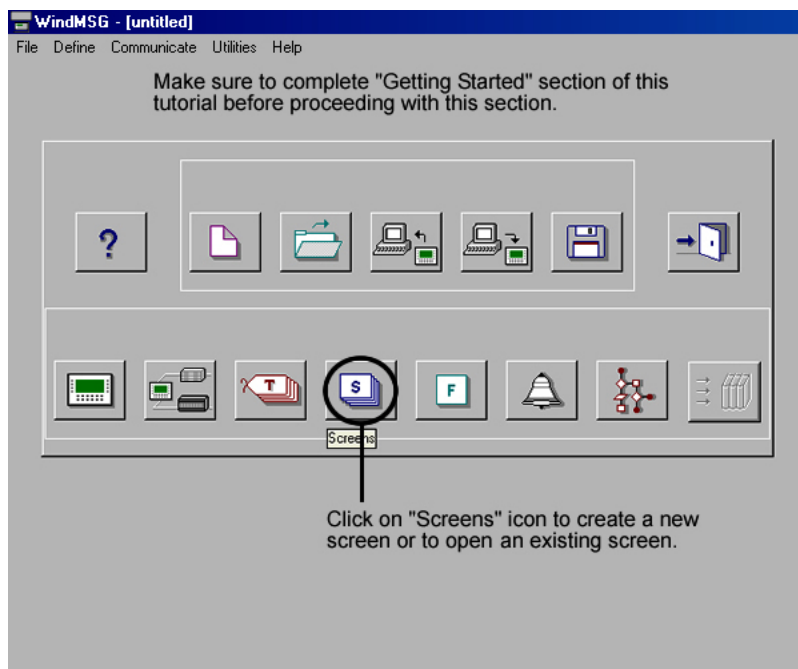 WindMSG - [untitled]
File Define Communicate Utilities Help
Make sure to complete "Getting Started" section of this
tutorial before proceeding with this section.
?
T
S
F
Screens
Click on "Screens" icon to create a new
screen or to open an existing screen.